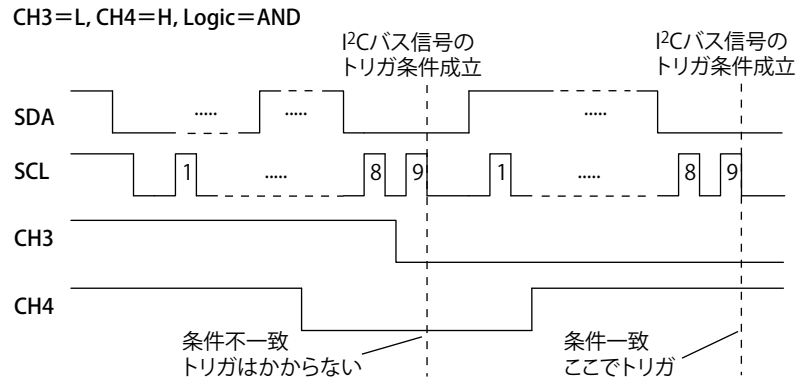 CH3＝L, CH4＝H, Logic＝AND
I²Cバス信号の
トリガ条件成立
I²Cバス信号の
トリガ条件成立
SDA
.....
.....
.....
SCL
1
.....
8
9
1
.....
8
9
CH3
CH4
条件不一致
トリガはかからない
条件一致
ここでトリガ